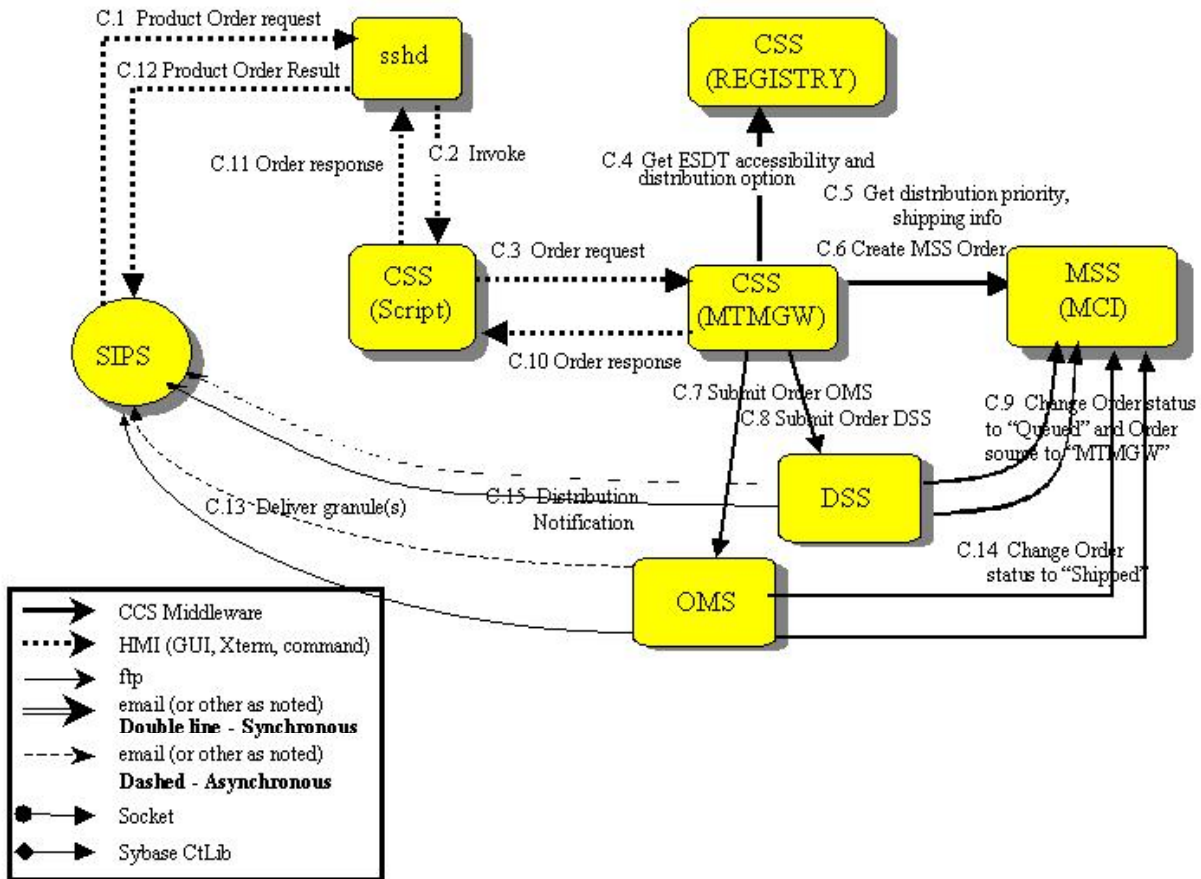 C.1 Product Order request
sshd
C.12 Product Order Result
CSS
(REGISTRY)
C.11 Order response
C.2 Invoke
C.4 Get ESDT accessibility and
distribution option
C.5 Get distribution priority,
shipping info
C.6 Create MSS Order
C.3 Order request
CSS
(Script)
CSS
(MTMGW)
MSS
(MCI)
SIPS
C.10 Order response
C.7 Submit Order OMS
C.8 Submit Order DSS
C.9 Change Order status
to “Queued” and Order
source to “MTMGW”
DSS
C.13 Deliver granule(s)
C.15 Distribution
Notification
C.14 Change Order
status to “Shipped”
OMS
CCS Middleware
HMI (GUI, Xterm, command)
ftp
email (or other as noted)
Double line - Synchronous
email (or other as noted)
Dashed - Asynchronous
Socket
Sybase CtLib